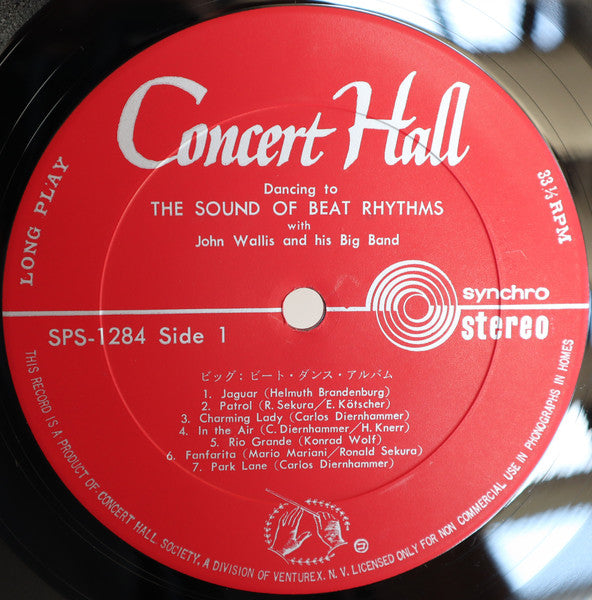 Concert Hall
LONG PLAY
33 1/3 RPM
Dancing to
THE SOUND OF BEAT RHYTHMS
with
John Wallis and his Big Band
synchro
stereo
SPS-1284 Side 1
ビッグ：ビート・ダンス・アルバム
1. Jaguar (Helmuth Brandenburg)
2. Patrol (R. Sekura／E. Kötscher)
3. Charming Lady (Carlos Diernhammer)
4. In the Air (C. Diernhammer／H. Knerr)
5. Rio Grande (Konrad Wolf)
6. Fanfarita (Mario Mariani／Ronald Sekura)
7. Park Lane (Carlos Diernhammer)
THIS RECORD IS A PRODUCT OF CONCERT HALL SOCIETY, A DIVISION OF VENTUREX. N. V. LICENSED ONLY FOR NON COMMERCIAL USE IN PHONOGRAPHS IN HOMES